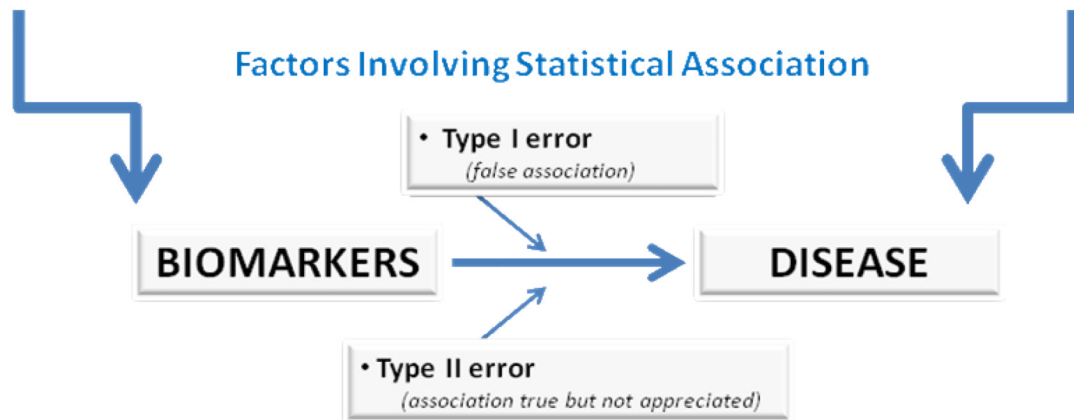 Factors Involving Statistical Association
• Type I error
(false association)
BIOMARKERS
DISEASE
• Type II error
(association true but not appreciated)